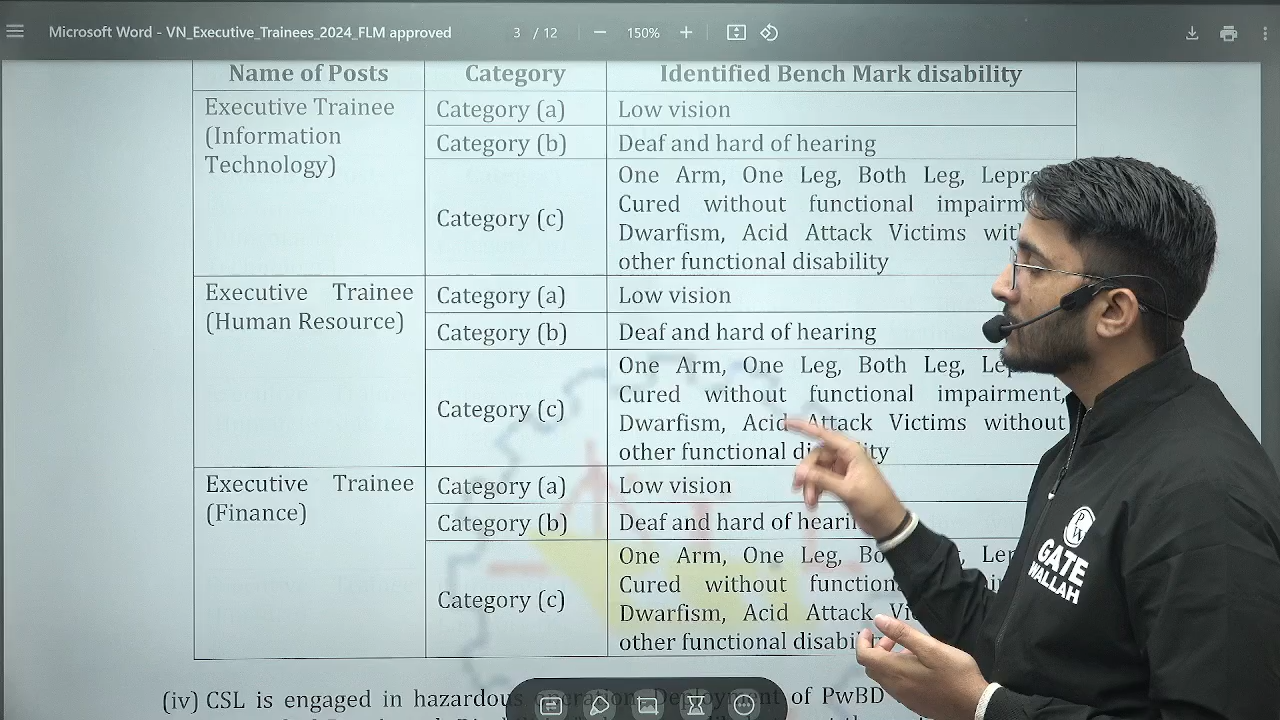 Microsoft Word - VN_Executive_Trainees_2024_FLM approved
3 / 12
150%
Name of Posts Category Identified Bench Mark disability
Executive Trainee
(Information
Technology)
Category (a) Low vision
Category (b) Deaf and hard of hearing
Category (c)
One Arm, One Leg, Both Leg,
Cured without functional
Dwarfism, Acid Attack Victims
other functional disability
Executive Trainee
(Human Resource)
Category (a) Low vision
Category (b) Deaf and hard of hearing
Category (c)
One Arm, One Leg, Both Leg,
Cured without functional impairment,
Dwarfism, Acid Attack Victims without
other functional
Executive Trainee
(Finance)
Category (a) Low vision
Category (b) Deaf and hard of
Category (c)
One Arm, One Leg,
Cured without
Dwarfism, Acid Attack
other functional
(iv) CSL is engaged in hazardous of PwBD
PW
GATE
WALLAH